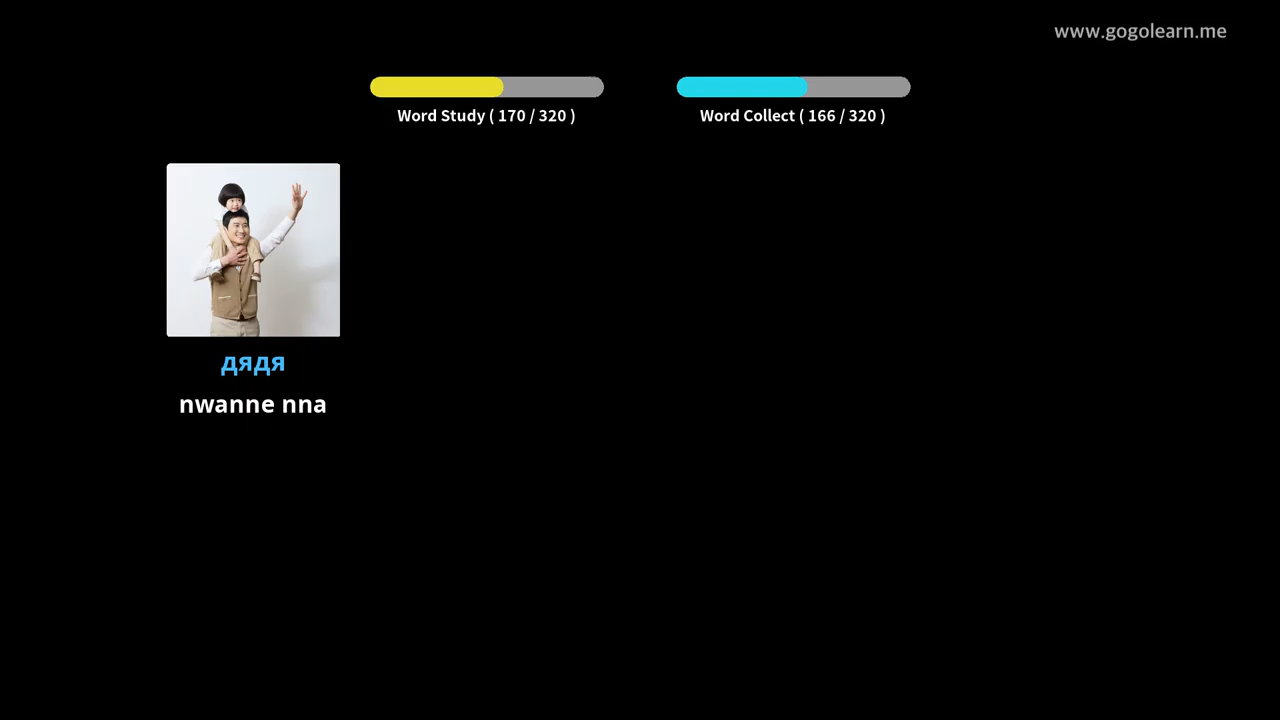 www.gogolearn.me
Word Study ( 170 / 320 )
Word Collect ( 166 / 320 )
дядя
nwanne nna